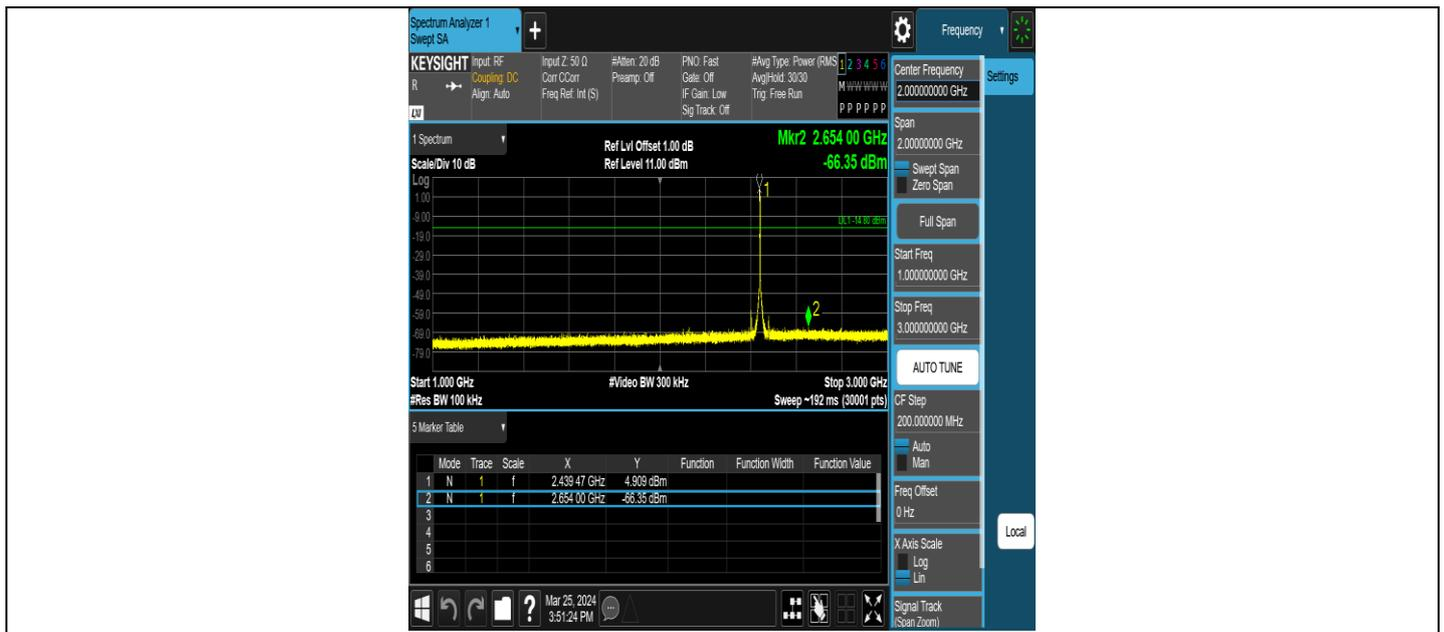 Spectrum Analyzer 1
Swept SA
+
Frequency
KEYSIGHT
R
LXI
Input: RF
Coupling: DC
Align: Auto
Input Z: 50 Ω
Corr CCorr
Freq Ref: Int (S)
#Atten: 20 dB
Preamp: Off
PNO: Fast
Gate: Off
IF Gain: Low
Sig Track: Off
#Avg Type: Power (RMS
Avg|Hold: 30/30
Trig: Free Run
1 2 3 4 5 6
M W W W W W
P P P P P P
1 Spectrum
Scale/Div 10 dB
Ref Lvl Offset 1.00 dB
Ref Level 11.00 dBm
Mkr2 2.654 00 GHz
-66.35 dBm
Log
1.00
-9.00
-19.0
-29.0
-39.0
-49.0
-59.0
-69.0
-79.0
1
DL1 -14.80 dBm
2
Start 1.000 GHz
#Video BW 300 kHz
Stop 3.000 GHz
#Res BW 100 kHz
Sweep ~192 ms (30001 pts)
5 Marker Table
Mode Trace Scale X Y Function Function Width Function Value
1 N 1 f 2.439 47 GHz 4.909 dBm
2 N 1 f 2.654 00 GHz -66.35 dBm
3
4
5
6
Mar 25, 2024
3:51:24 PM
?
Center Frequency
2.000000000 GHz
Settings
Span
2.00000000 GHz
Swept Span
Zero Span
Full Span
Start Freq
1.000000000 GHz
Stop Freq
3.000000000 GHz
AUTO TUNE
CF Step
200.000000 MHz
Auto
Man
Freq Offset
0 Hz
X Axis Scale
Log
Lin
Local
Signal Track
(Span Zoom)